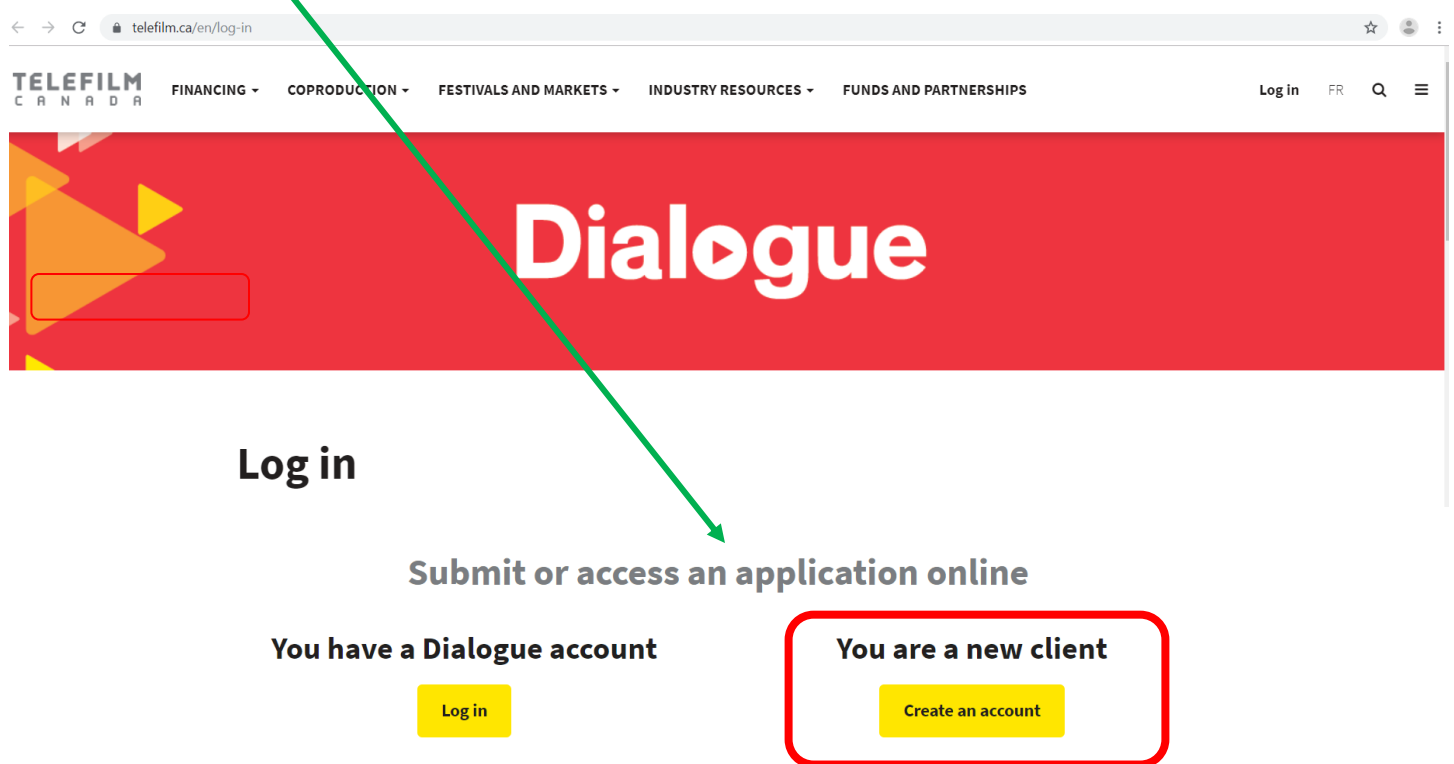 telefilm.ca/en/log-in
TELEFILM
CANADA
FINANCING COPRODUCTION FESTIVALS AND MARKETS INDUSTRY RESOURCES FUNDS AND PARTNERSHIPS Log in FR
Dialogue
Log in
Submit or access an application online
You have a Dialogue account You are a new client
Log in Create an account